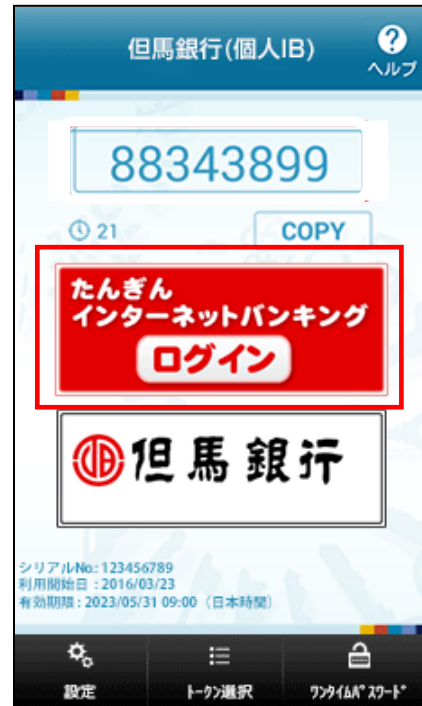 但馬銀行(個人IB)
?
ヘルプ
88343899
21
COPY
たんぎん
インターネットバンキング
ログイン
但馬銀行
シリアルNo.: 123456789
利用開始日 : 2016/03/23
有効期限 : 2023/05/31 09:00 (日本時間)
設定
トークン選択
ワンタイムパスワード